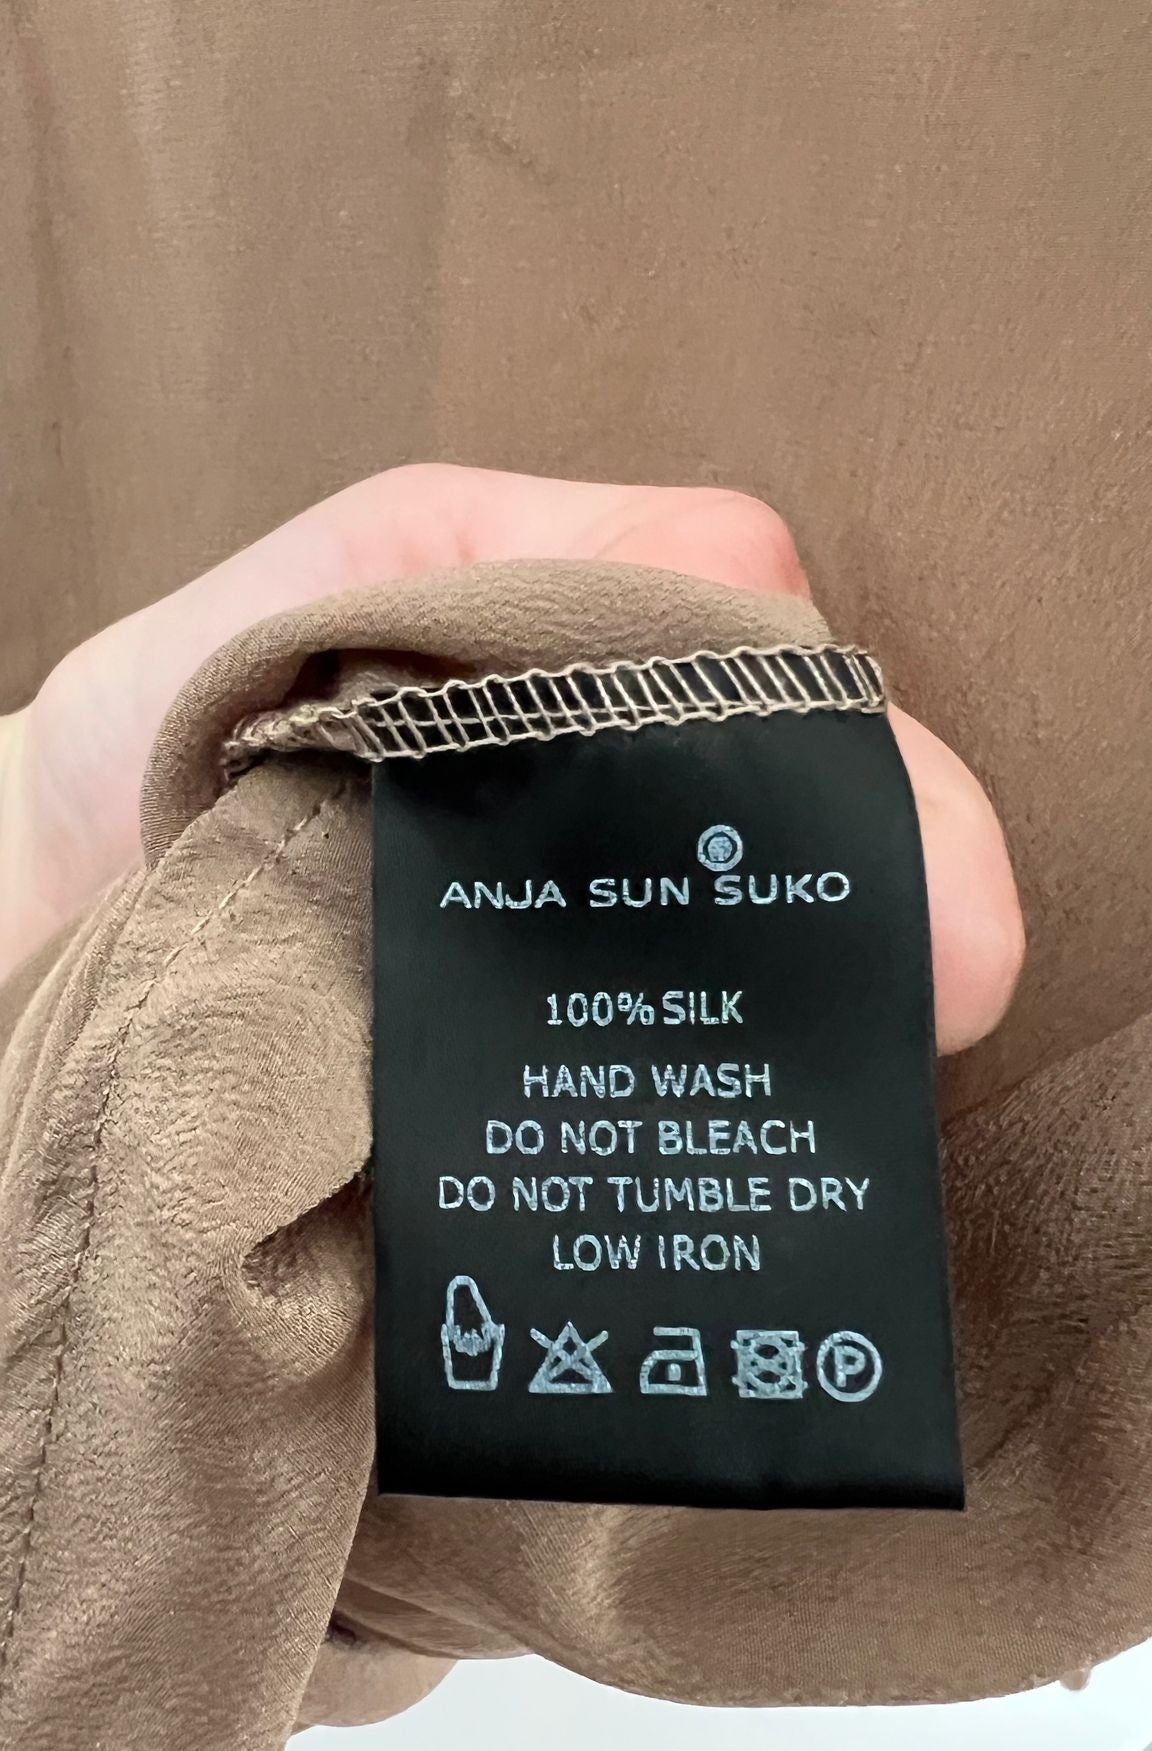 ANJA SUN SUKO
100% SILK
HAND WASH
DO NOT BLEACH
DO NOT TUMBLE DRY
LOW IRON
P